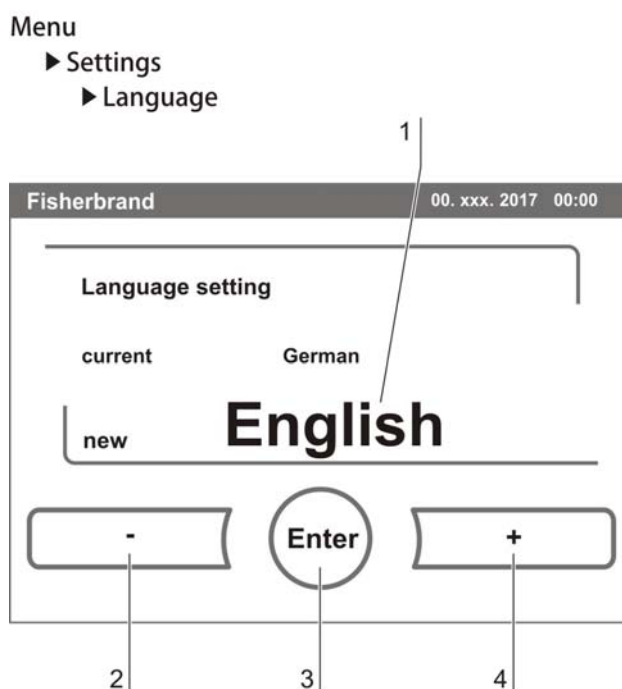 Menu
▶ Settings
▶ Language
1
Fisherbrand 00. xxx. 2017 00:00
Language setting
current German
new English
- Enter +
2 3 4